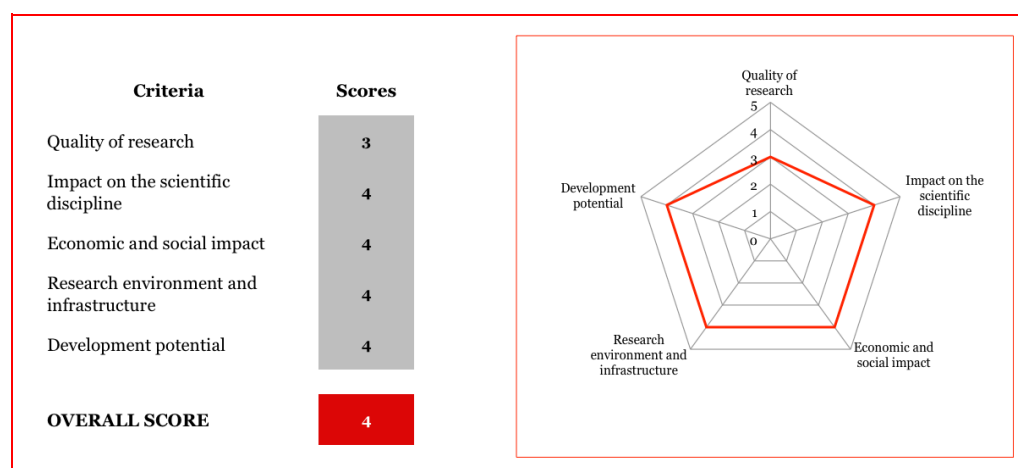 Criteria Scores
Quality of research 3
Impact on the scientific
discipline 4
Economic and social impact 4
Research environment and
infrastructure 4
Development potential 4
OVERALL SCORE 4
Quality of
research
5
4
3
2
1
0
Impact on the
scientific
discipline
Economic and
social impact
Research
environment and
infrastructure
Development
potential